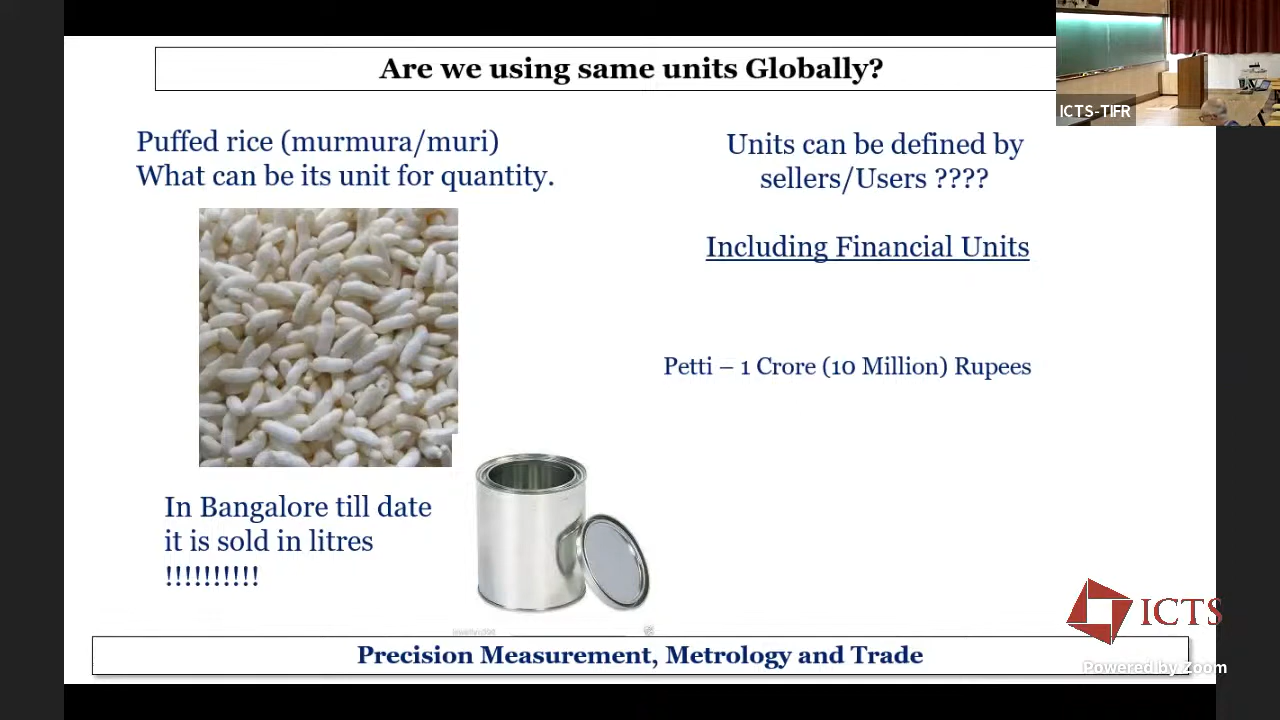 Are we using same units Globally?
ICTS-TIFR
Puffed rice (murmura/muri)
What can be its unit for quantity.
Units can be defined by
sellers/Users ????
Including Financial Units
Petti – 1 Crore (10 Million) Rupees
In Bangalore till date
it is sold in litres
!!!!!!!!!!
ICTS
Precision Measurement, Metrology and Trade
Powered by Zoom